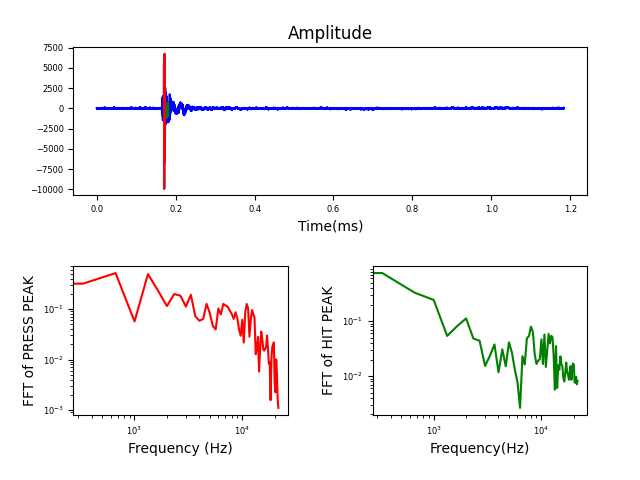 Amplitude
7500
5000
2500
0
−2500
−5000
−7500
−10000
0.0 0.2 0.4 0.6 0.8 1.0 1.2
Time(ms)
FFT of PRESS PEAK
10⁻¹
10⁻²
10⁻³
10³ 10⁴
Frequency (Hz)
FFT of HIT PEAK
10⁻¹
10⁻²
10³ 10⁴
Frequency(Hz)